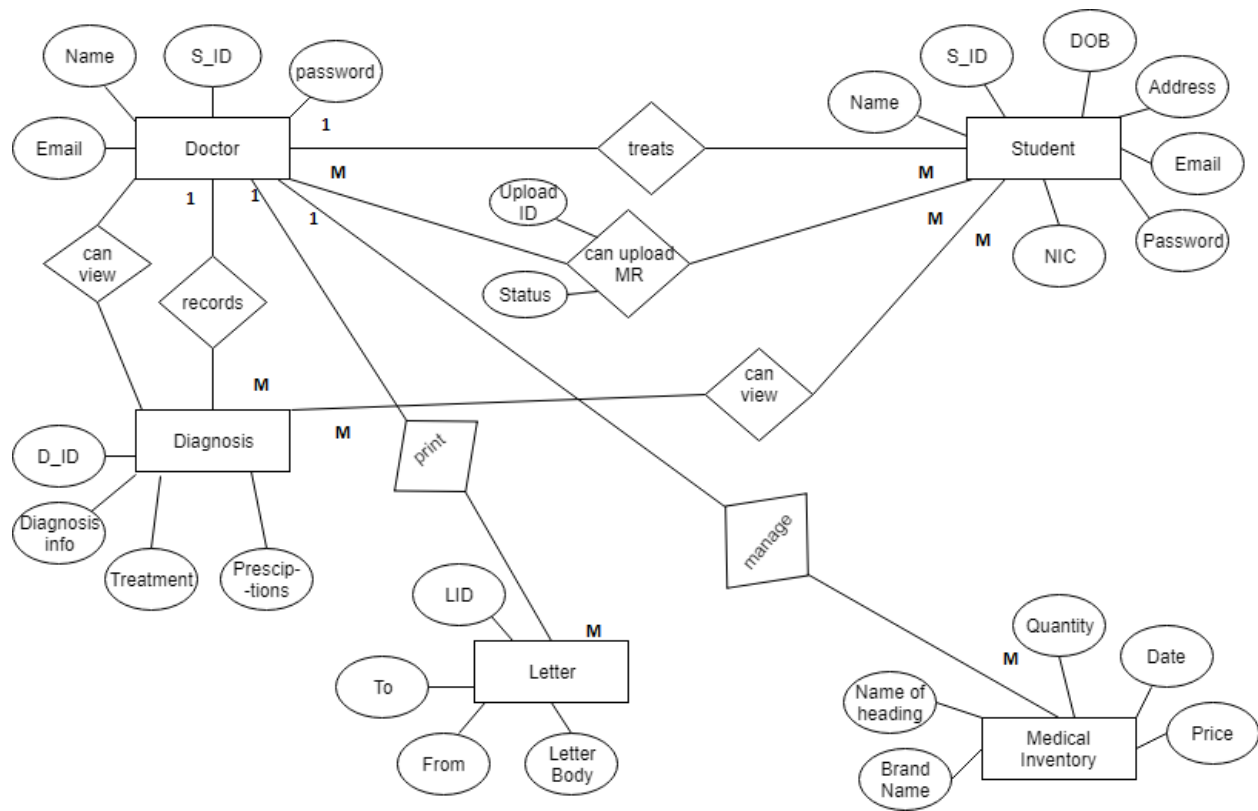 Name
S_ID
password
Email
Doctor
1
treats
M
S_ID
DOB
Address
Name
Student
Email
Password
NIC
M
M
M
1
1
1
can
view
records
Upload
ID
can upload
MR
Status
can
view
M
M
Diagnosis
D_ID
Diagnosis
info
Treatment
Prescip-
-tions
print
manage
LID
M
Letter
To
From
Letter
Body
M
Quantity
Date
Name of
heading
Medical
Inventory
Price
Brand
Name